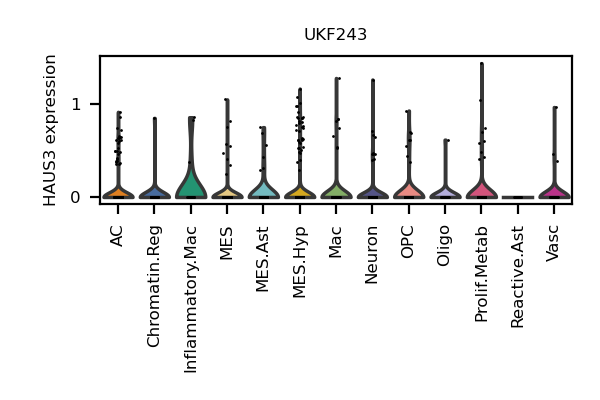 UKF243
HAUS3 expression
1
0
AC
Chromatin.Reg
Inflammatory.Mac
MES
MES.Ast
MES.Hyp
Mac
Neuron
OPC
Oligo
Prolif.Metab
Reactive.Ast
Vasc